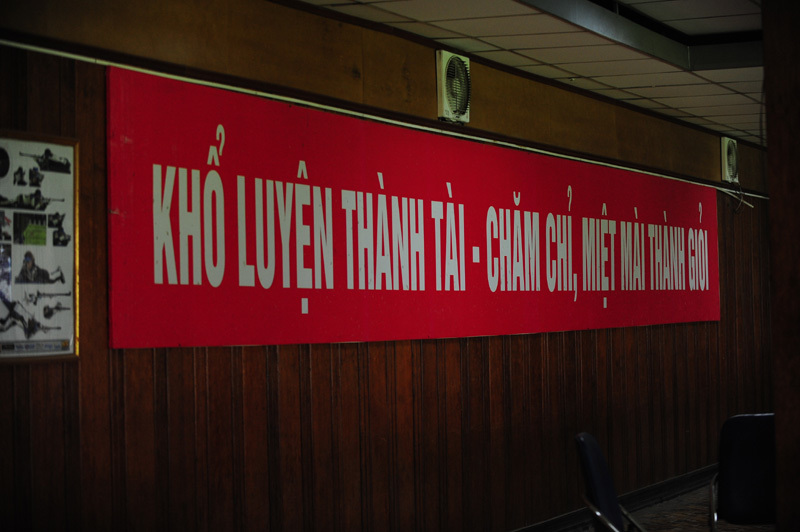 KHỔ LUYỆN THÀNH TÀI - CHĂM CHỈ, MIỆT MÀI THÀNH GIỎI